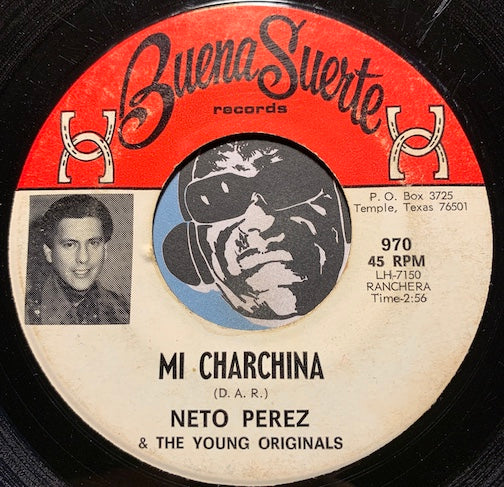 Buena Suerte
records
P. O. Box 3725
Temple, Texas 76501
970
45 RPM
LH-7150
RANCHERA
Time-2:56
MI CHARCHINA
(D. A. R.)
NETO PEREZ
& THE YOUNG ORIGINALS